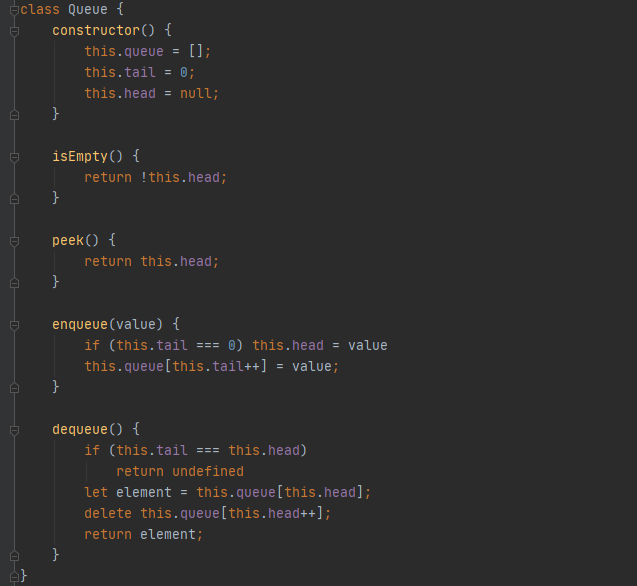 class Queue {
    constructor() {
        this.queue = [];
        this.tail = 0;
        this.head = null;
    }

    isEmpty() {
        return !this.head;
    }

    peek() {
        return this.head;
    }

    enqueue(value) {
        if (this.tail === 0) this.head = value
        this.queue[this.tail++] = value;
    }

    dequeue() {
        if (this.tail === this.head)
            return undefined
        let element = this.queue[this.head];
        delete this.queue[this.head++];
        return element;
    }
}